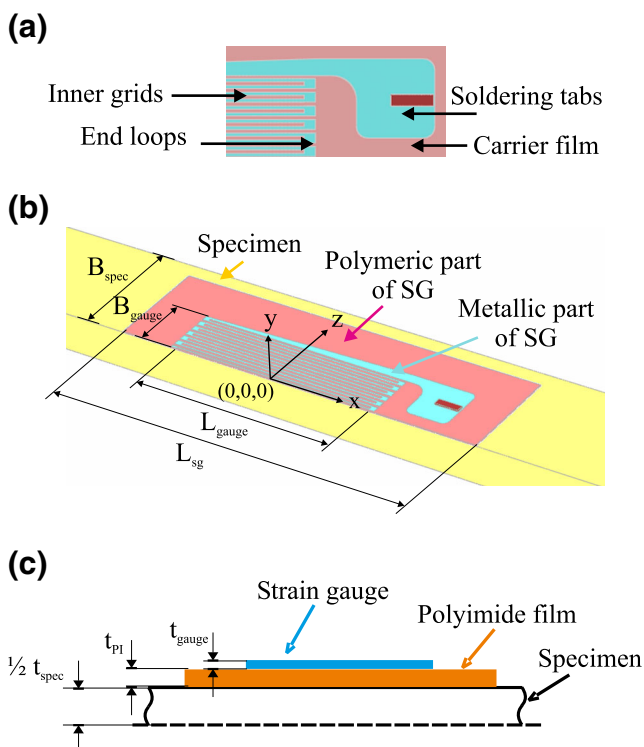 (a)
Inner grids
Soldering tabs
End loops
Carrier film
(b)
Specimen
B_spec
Polymeric part
of SG
B_gauge
Metallic part
of SG
y
z
(0,0,0)
x
L_gauge
L_sg
(c)
Strain gauge
t_PI
t_gauge
Polyimide film
½ t_spec
Specimen